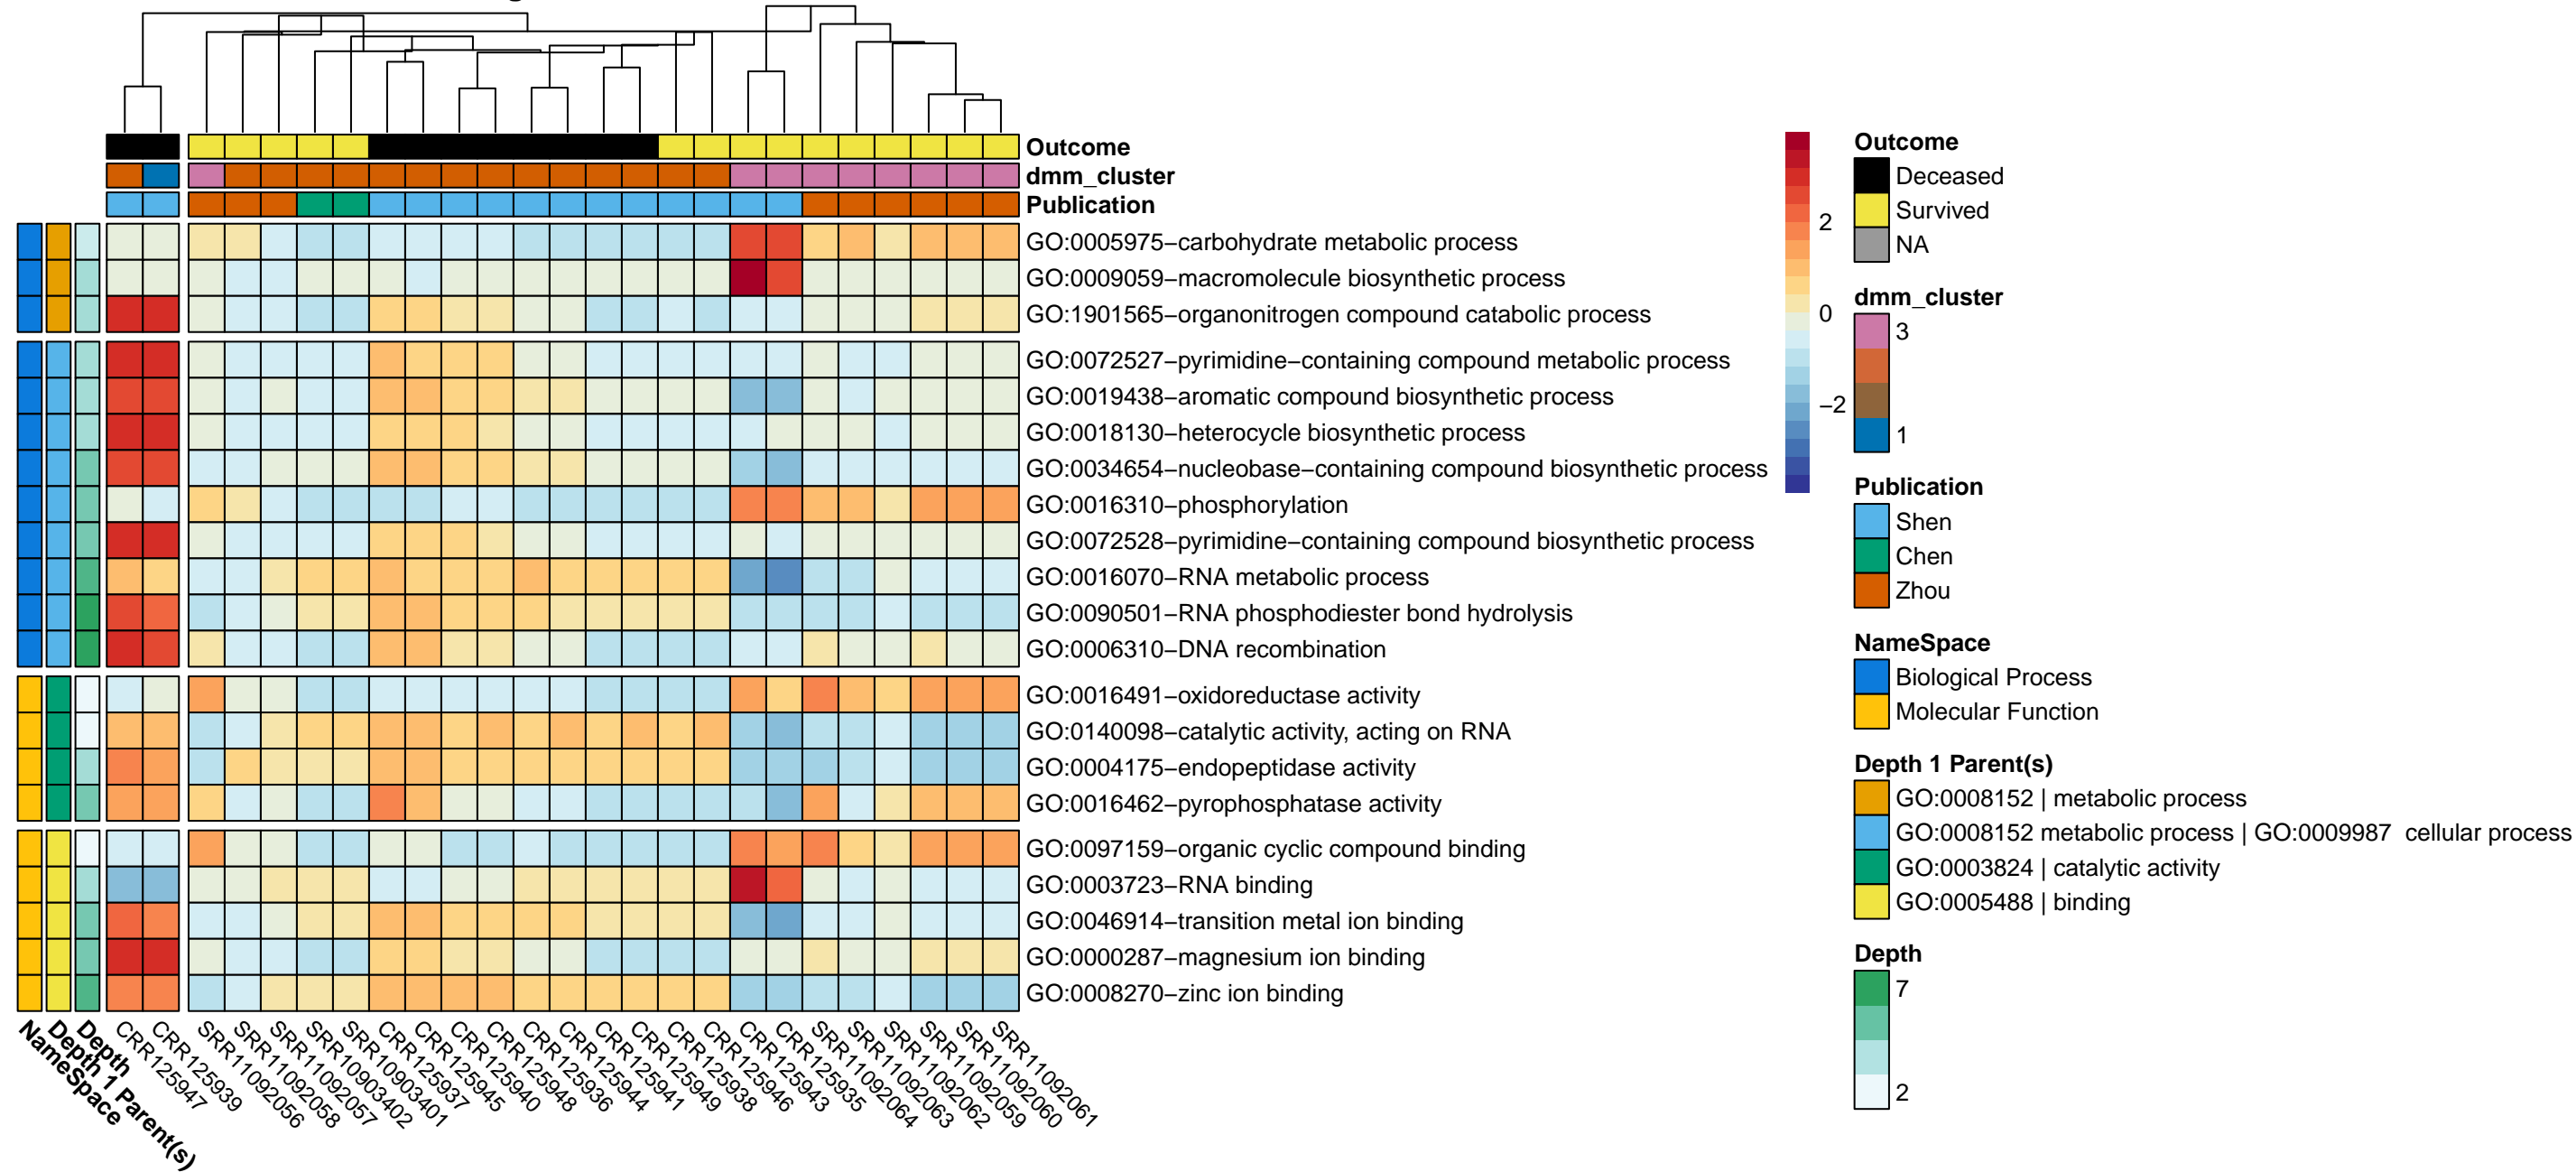 Outcome
dmm_cluster
Publication
GO:0005975−carbohydrate metabolic process
GO:0009059−macromolecule biosynthetic process
GO:1901565−organonitrogen compound catabolic process
GO:0072527−pyrimidine−containing compound metabolic process
GO:0019438−aromatic compound biosynthetic process
GO:0018130−heterocycle biosynthetic process
GO:0034654−nucleobase−containing compound biosynthetic process
GO:0016310−phosphorylation
GO:0072528−pyrimidine−containing compound biosynthetic process
GO:0016070−RNA metabolic process
GO:0090501−RNA phosphodiester bond hydrolysis
GO:0006310−DNA recombination
GO:0016491−oxidoreductase activity
GO:0140098−catalytic activity, acting on RNA
GO:0004175−endopeptidase activity
GO:0016462−pyrophosphatase activity
GO:0097159−organic cyclic compound binding
GO:0003723−RNA binding
GO:0046914−transition metal ion binding
GO:0000287−magnesium ion binding
GO:0008270−zinc ion binding
NameSpace
Depth 1 Parent(s)
Depth
CRR125947
CRR125939
SRR11092056
SRR11092058
SRR11092057
SRR10903402
SRR10903401
CRR125937
CRR125945
CRR125940
CRR125948
CRR125936
CRR125944
CRR125941
CRR125949
CRR125938
CRR125946
CRR125943
CRR125935
SRR11092064
SRR11092063
SRR11092062
SRR11092059
SRR11092060
SRR11092061
2
0
−2
Outcome
Deceased
Survived
NA
dmm_cluster
3
1
Publication
Shen
Chen
Zhou
NameSpace
Biological Process
Molecular Function
Depth 1 Parent(s)
GO:0008152 | metabolic process
GO:0008152 metabolic process | GO:0009987  cellular process
GO:0003824 | catalytic activity
GO:0005488 | binding
Depth
7
2